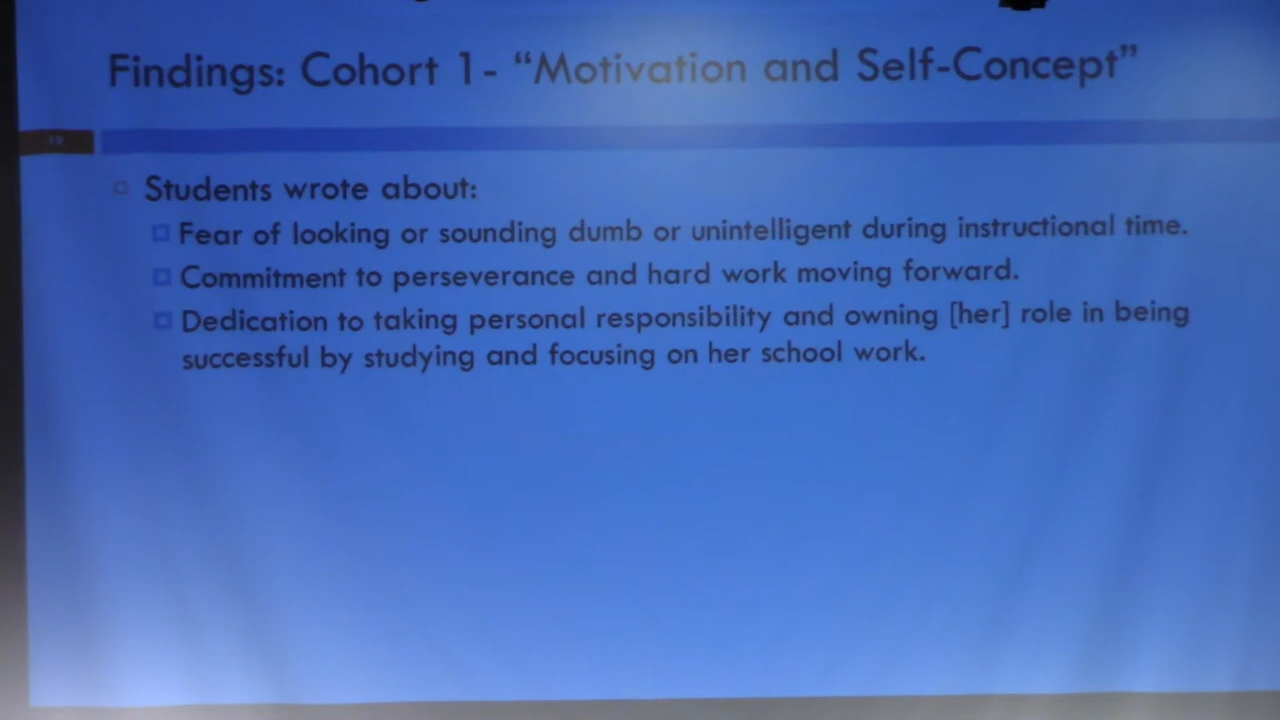 Findings: Cohort 1- “Motivation and Self-Concept”
19
Students wrote about:
Fear of looking or sounding dumb or unintelligent during instructional time.
Commitment to perseverance and hard work moving forward.
Dedication to taking personal responsibility and owning [her] role in being
successful by studying and focusing on her school work.